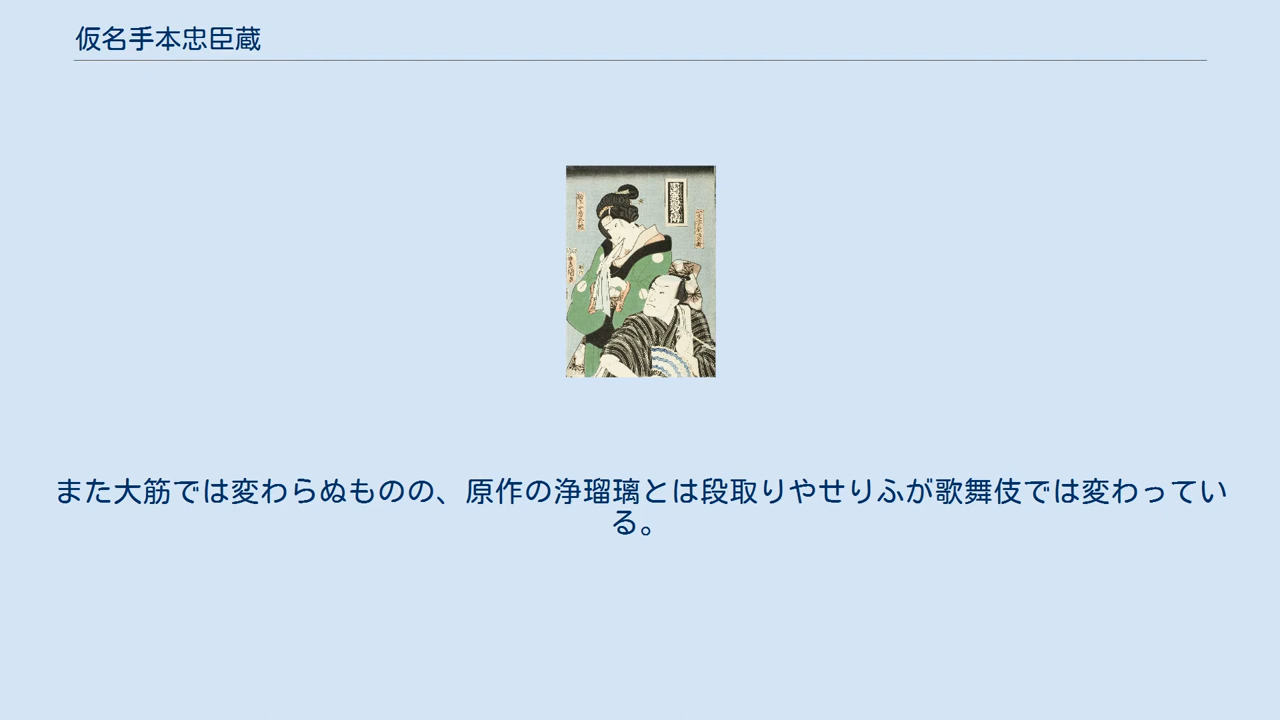 仮名手本忠臣蔵
また大筋では変わらぬものの、原作の浄瑠璃とは段取りやせりふが歌舞伎では変わってい
る。